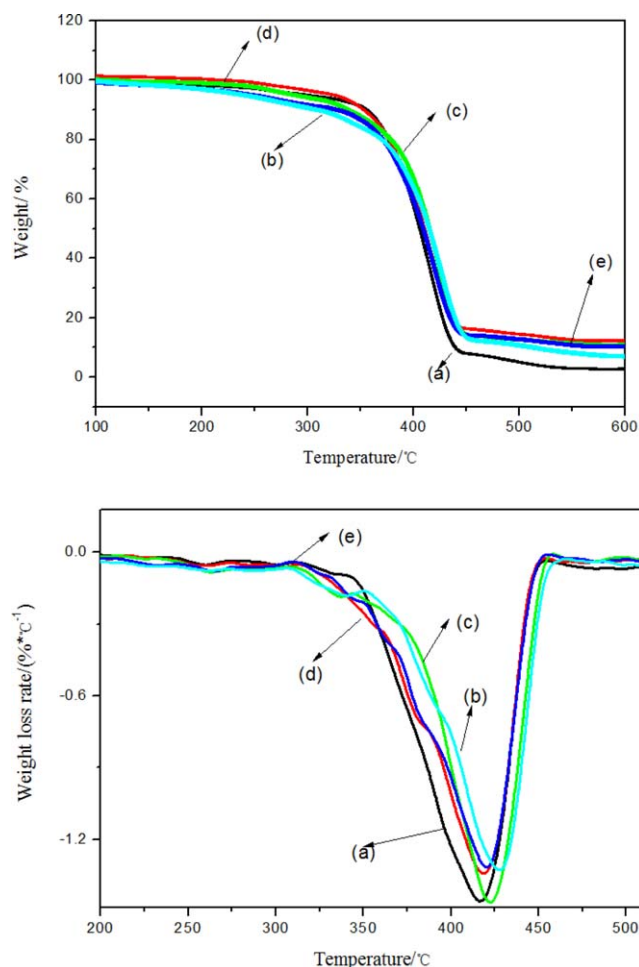 120
(d)
100
80
(c)
(b)
60
Weight/ %
40
(e)
20
(a)
0
100 200 300 400 500 600
Temperature/℃
0.0
(e)
(c)
(d)
-0.6
(b)
Weight loss rate/(%*℃⁻¹)
-1.2
(a)
200 250 300 350 400 450 500
Temperature/℃